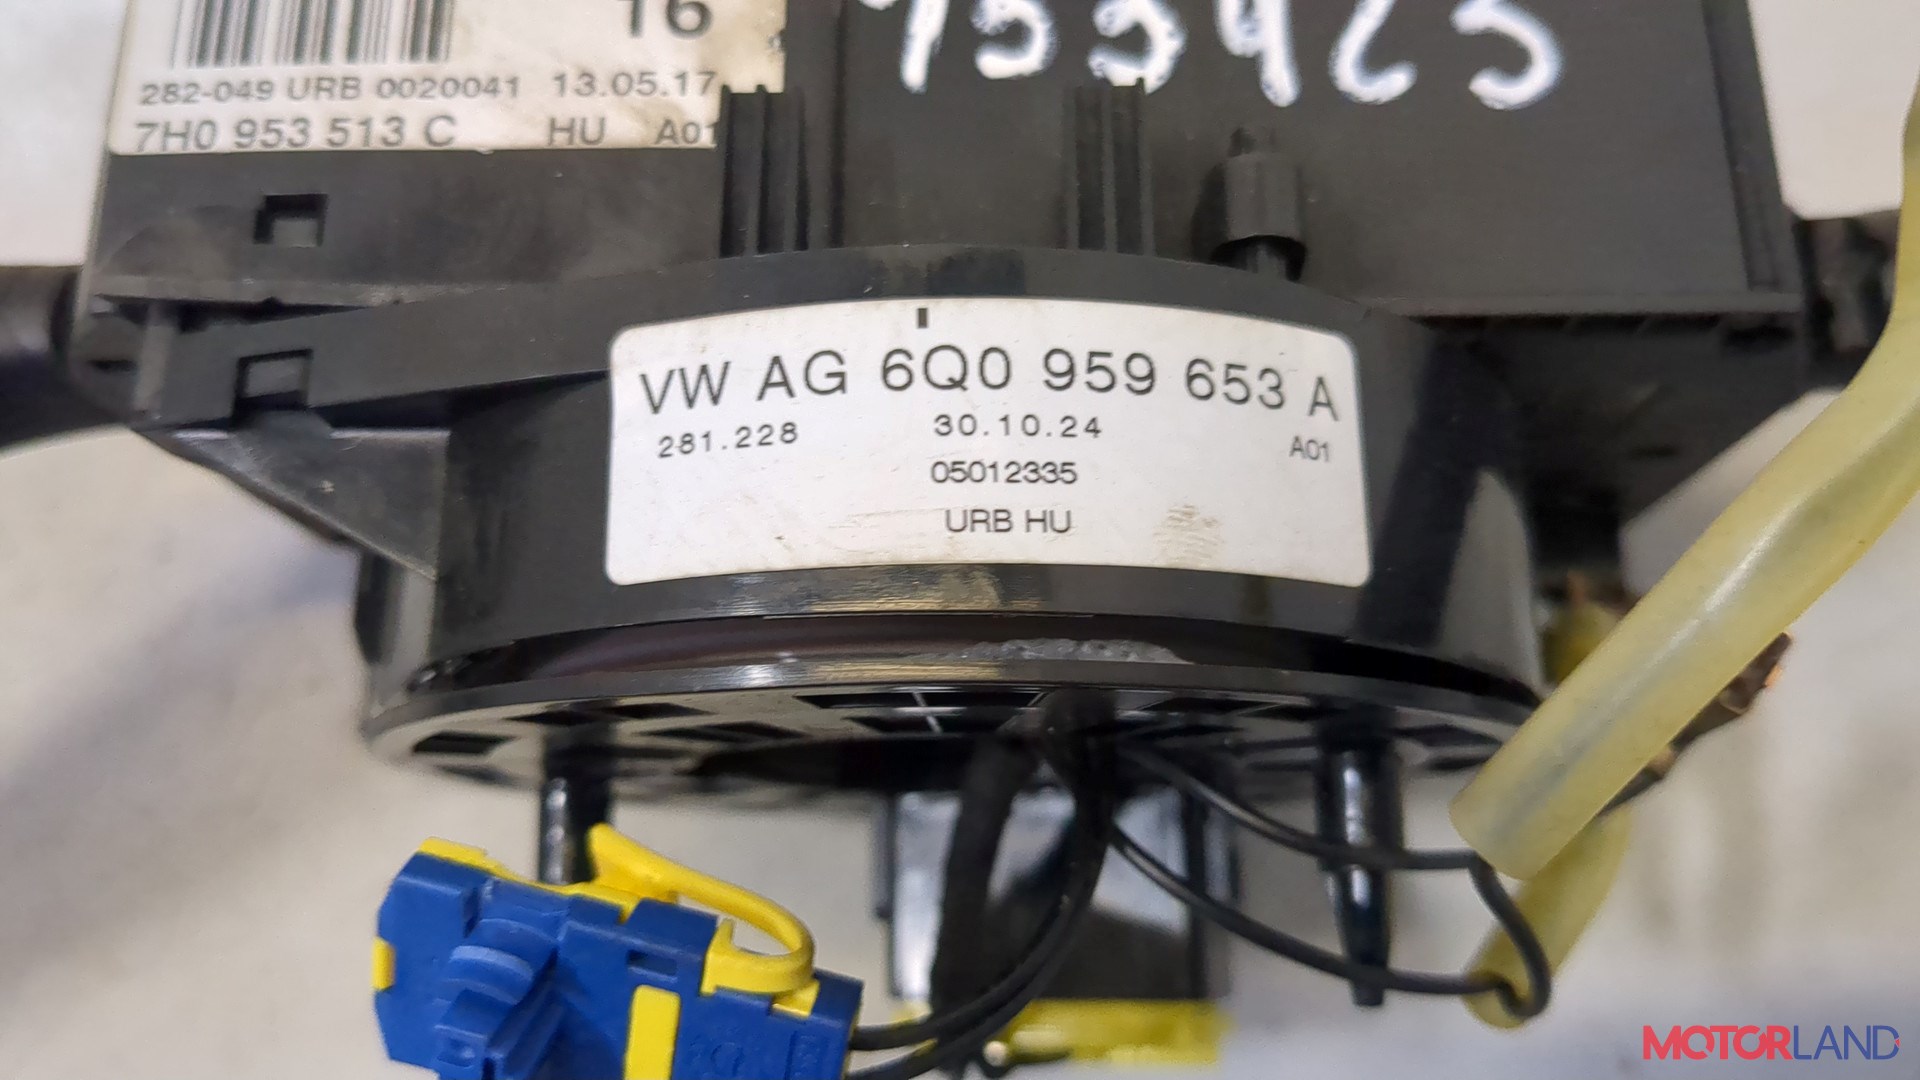 16
282-049 URB 0020041 13.05.17
7H0 953 513 C HU A01
VW AG 6Q0 959 653 A
281.228 30.10.24 A01
05012335
URB HU
MOTORLAND